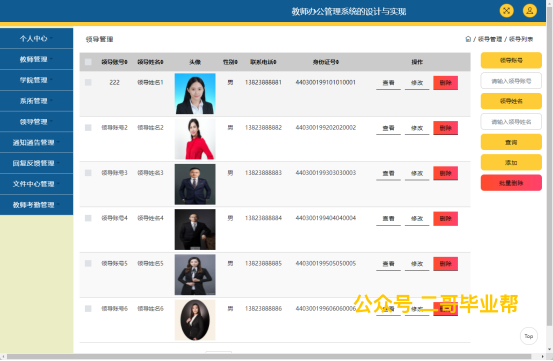 教师办公管理系统的设计与实现
个人中心
教师管理
学院管理
系所管理
领导管理
通知通告管理
回复反馈管理
文件中心管理
教师考勤管理
领导管理
/ 领导管理 / 领导列表
领导账号 领导姓名 头像 性别 联系电话 身份证号 操作
222 领导姓名1 男 13823888881 440300199101010001 查看 修改 删除
领导账号2 领导姓名2 男 13823888882 440300199202020002 查看 修改 删除
领导账号3 领导姓名3 男 13823888883 440300199303030003 查看 修改 删除
领导账号4 领导姓名4 男 13823888884 440300199404040004 查看 修改 删除
领导账号5 领导姓名5 男 13823888885 440300199505050005 查看 修改 删除
领导账号6 领导姓名6 男 13823888886 440300199606060006 查看 修改 删除
领导账号
请输入领导账号
领导姓名
请输入领导姓名
查询
添加
批量删除
公众号 二哥毕业帮
Top